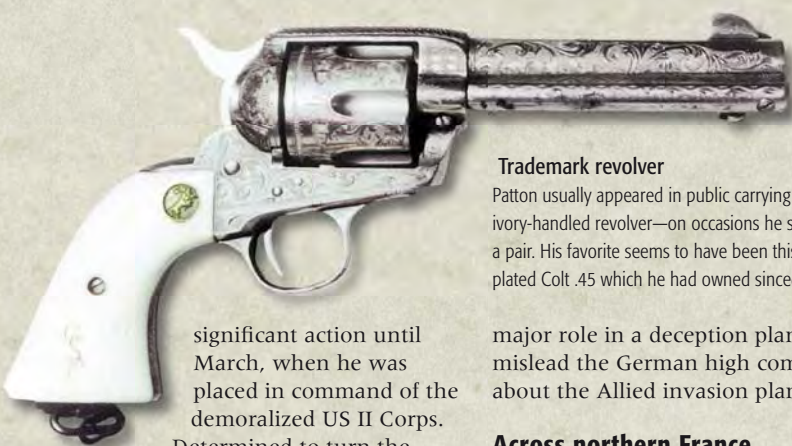 Trademark revolver
Patton usually appeared in public carrying
ivory-handled revolver—on occasions he
a pair. His favorite seems to have been this
plated Colt .45 which he had owned since
significant action until
March, when he was
placed in command of the
demoralized US II Corps.
Determined to turn the
major role in a deception plan
mislead the German high com
about the Allied invasion plan
Across northern France